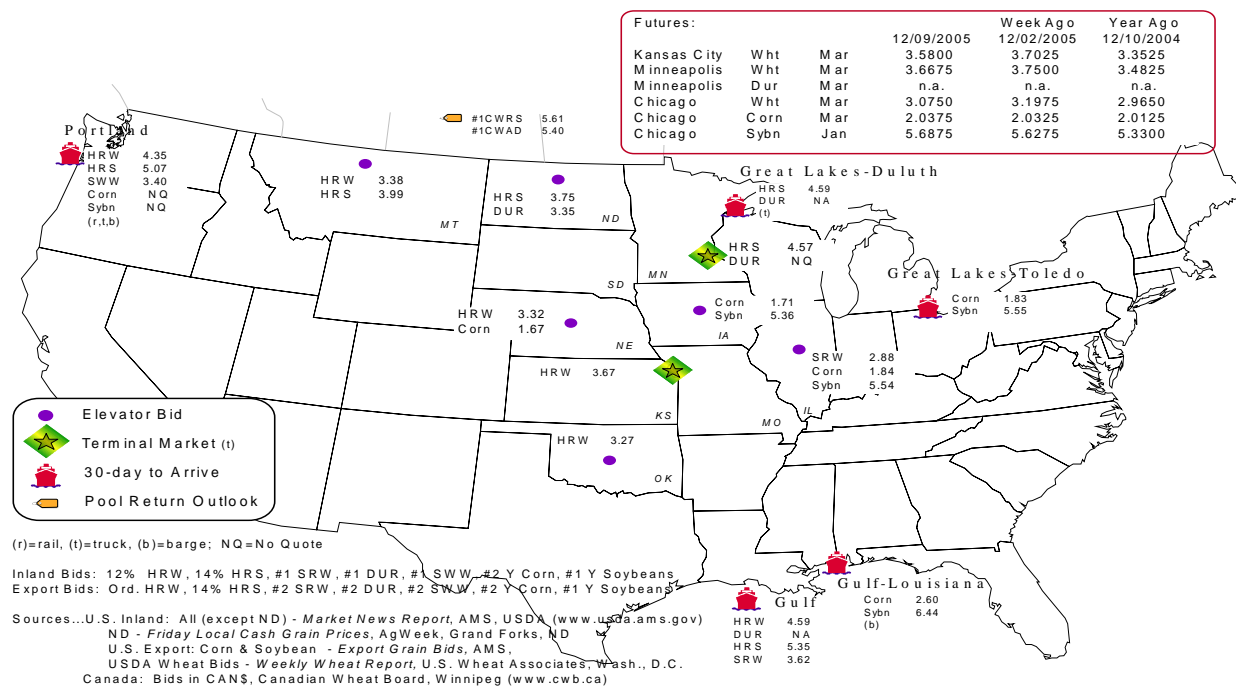 Futures: Week Ago Year Ago
12/09/2005 12/02/2005 12/10/2004
Kansas City Wht Mar 3.5800 3.7025 3.3525
Minneapolis Wht Mar 3.6675 3.7500 3.4825
Minneapolis Dur Mar n.a. n.a. n.a.
Chicago Wht Mar 3.0750 3.1975 2.9650
Chicago Corn Mar 2.0375 2.0325 2.0125
Chicago Sybn Jan 5.6875 5.6275 5.3300
#1CWRS 5.61
#1CWAD 5.40
Portland
HRW 4.35
HRS 5.07
SWW 3.40
Corn NQ
Sybn NQ
(r,t,b)
HRW 3.38
HRS 3.99
MT
HRS 3.75
DUR 3.35
ND
Great Lakes-Duluth
HRS 4.59
DUR NA
(t)
HRS 4.57
DUR NQ
MN
SD
Great Lakes-Toledo
Corn 1.83
Sybn 5.55
HRW 3.32
Corn 1.67
NE
Corn 1.71
Sybn 5.36
IA
SRW 2.88
Corn 1.84
Sybn 5.54
IL
HRW 3.67
KS
MO
HRW 3.27
OK
Elevator Bid
Terminal Market (t)
30-day to Arrive
Pool Return Outlook
Gulf-Louisiana
Corn 2.60
Sybn 6.44
(b)
Gulf
HRW 4.59
DUR NA
HRS 5.35
SRW 3.62
(r)=rail, (t)=truck, (b)=barge; NQ=No Quote
Inland Bids: 12% HRW, 14% HRS, #1 SRW, #1 DUR, #1 SWW, #2 Y Corn, #1 Y Soybeans
Export Bids: Ord. HRW, 14% HRS, #2 SRW, #2 DUR, #2 SWW, #2 Y Corn, #1 Y Soybeans
Sources...U.S. Inland: All (except ND) - Market News Report, AMS, USDA (www.usda.ams.gov)
ND - Friday Local Cash Grain Prices, AgWeek, Grand Forks, ND
U.S. Export: Corn & Soybean - Export Grain Bids, AMS,
USDA Wheat Bids - Weekly Wheat Report, U.S. Wheat Associates, Wash., D.C.
Canada: Bids in CAN$, Canadian Wheat Board, Winnipeg (www.cwb.ca)